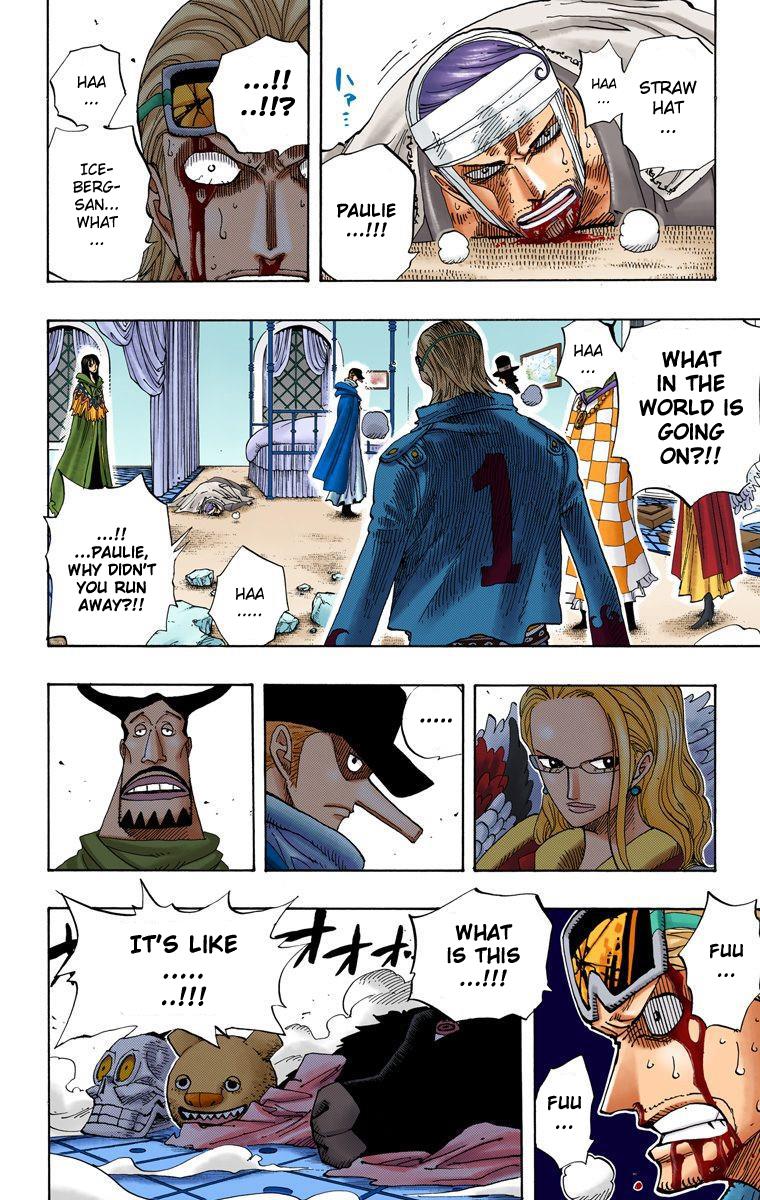 STRAW
HAT
...
HAA
...
ハァ…
PAULIE
...!!!
...!!
..!!?
HAA
...
ICE-
BERG-
SAN...
WHAT
...
WHAT
IN THE
WORLD IS
GOING
ON?!!
HAA
...
1
...!!
...PAULIE,
WHY DIDN'T
YOU RUN
AWAY?!!
HAA
.....
.....
FUU
...
FUU
...
WHAT
IS THIS
...!!!
IT'S LIKE
.....
..!!!
オオオ